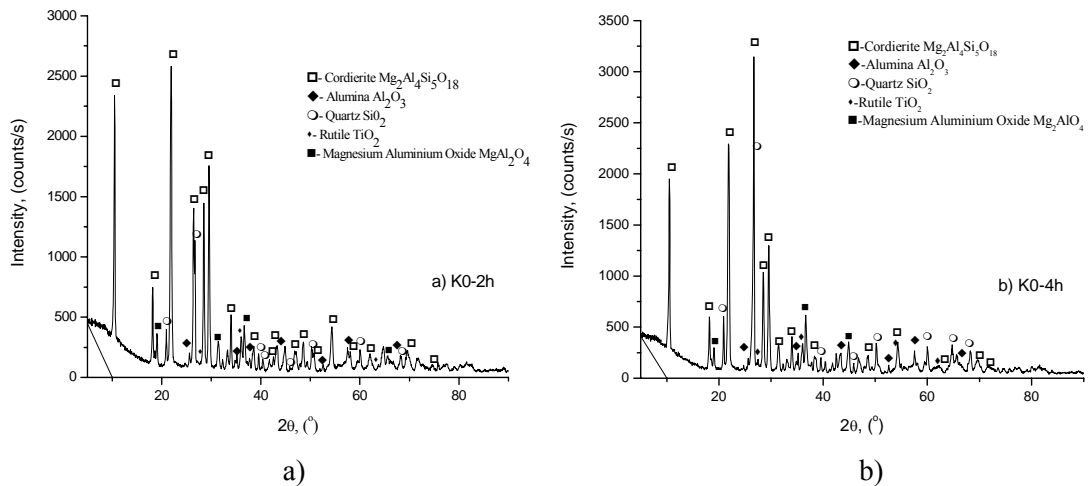 3000
2500
2000
1500
1000
500
0
Intensity, (counts/s)
- Cordierite Mg2Al4Si5O18
- Alumina Al2O3
- Quartz Si02
- Rutile TiO2
- Magnesium Aluminium Oxide MgAl2O4
a) K0-2h
20 40 60 80
2θ, (o)
a)
4000
3500
3000
2500
2000
1500
1000
500
0
Intensity, (counts/s)
-Cordierite Mg2Al4Si5O18
-Alumina Al2O3
-Quartz SiO2
-Rutile TiO2
-Magnesium Aluminium Oxide Mg2AlO4
b) K0-4h
20 40 60 80
2θ, (o)
b)